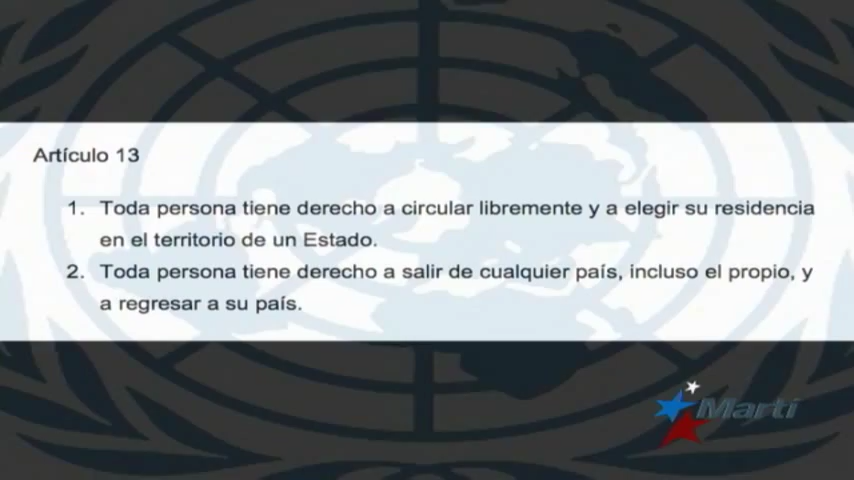 Artículo 13
1. Toda persona tiene derecho a circular libremente y a elegir su residencia
en el territorio de un Estado.
2. Toda persona tiene derecho a salir de cualquier país, incluso el propio, y
a regresar a su país.
Martí